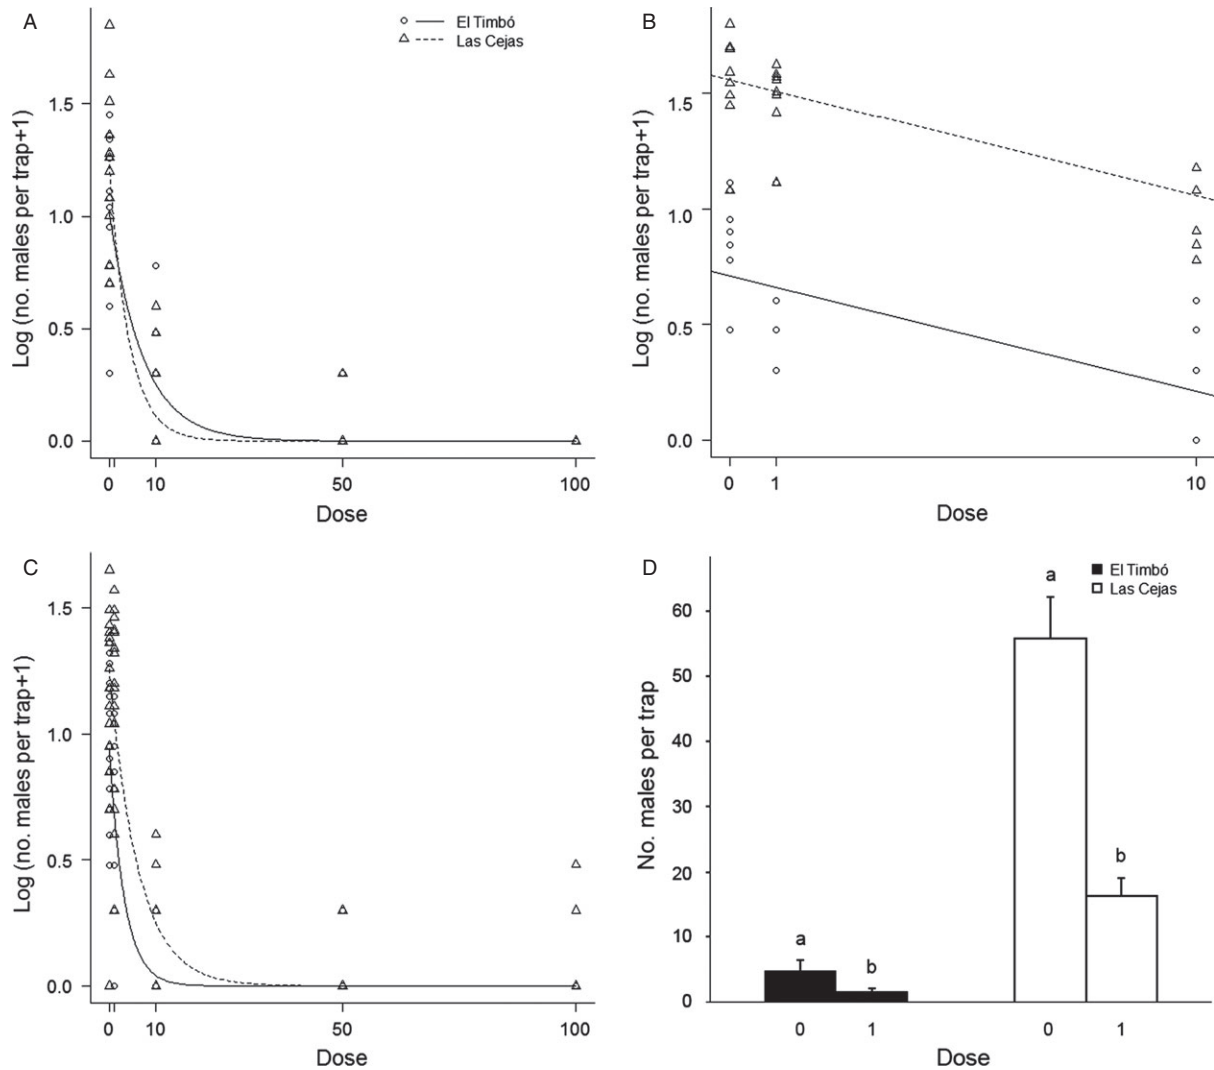 A
El Timbó
Las Cejas
Log (no. males per trap+1)
1.5
1.0
0.5
0.0
0 10 50 100
Dose
B
Log (no. males per trap+1)
1.5
1.0
0.5
0.0
0 1 10
Dose
C
Log (no. males per trap+1)
1.5
1.0
0.5
0.0
0 10 50 100
Dose
D
El Timbó
Las Cejas
No. males per trap
60
50
40
30
20
10
0
a
b
a
b
0 1 0 1
Dose